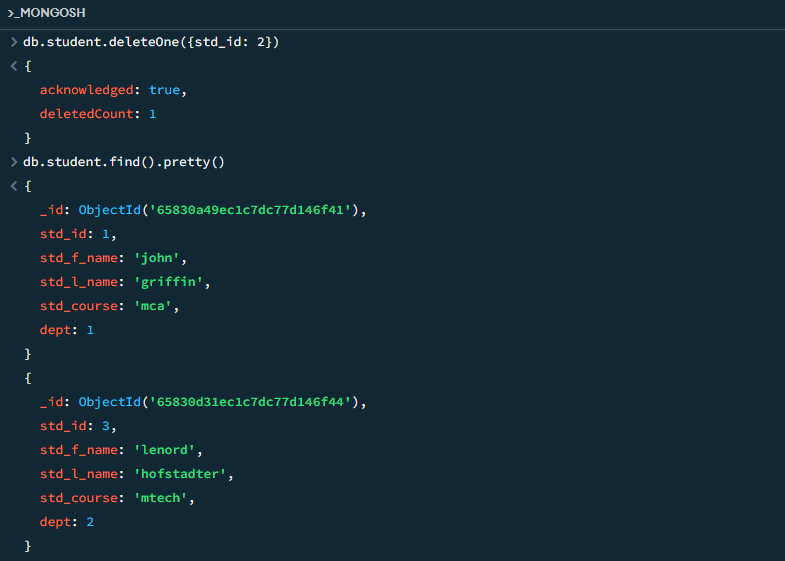 >_MONGOSH
> db.student.deleteOne({std_id: 2})
< {
acknowledged: true,
deletedCount: 1
}
> db.student.find().pretty()
< {
_id: ObjectId('65830a49ec1c7dc77d146f41'),
std_id: 1,
std_f_name: 'john',
std_l_name: 'griffin',
std_course: 'mca',
dept: 1
}
{
_id: ObjectId('65830d31ec1c7dc77d146f44'),
std_id: 3,
std_f_name: 'lenord',
std_l_name: 'hofstadter',
std_course: 'mtech',
dept: 2
}